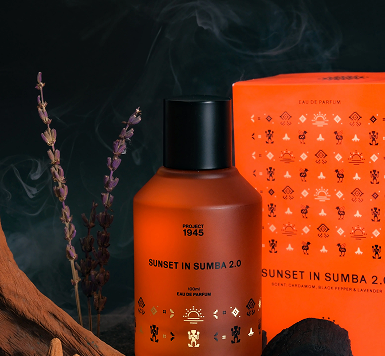 PROJECT
1945
SUNSET IN SUMBA 2.0
100ml
EAU DE PARFUM
EAU DE PARFUM
SUNSET IN SUMBA 2.0
SCENT: CARDAMOM, BLACK PEPPER & LAVENDER